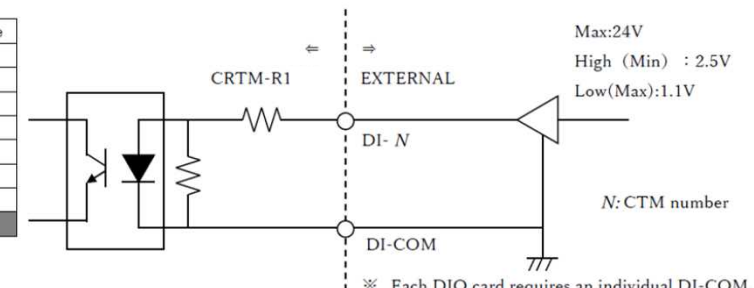 e
Max:24V
High (Min) :2.5V
Low(Max):1.1V
⇐ ⇒
CRTM-R1 EXTERNAL
DI- N
N: CTM number
DI-COM
※ Each DIO card requires an individual DI-COM